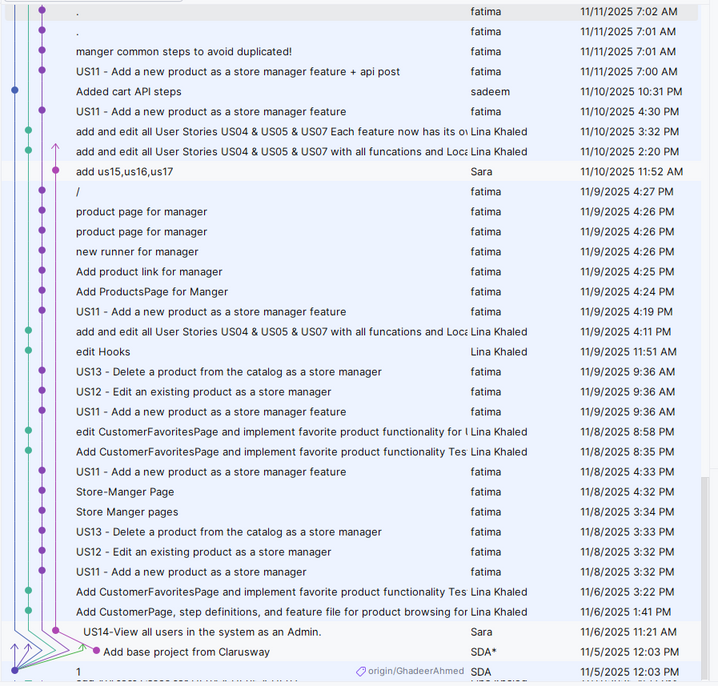 . fatima 11/11/2025 7:02 AM
. fatima 11/11/2025 7:01 AM
manger common steps to avoid duplicated! fatima 11/11/2025 7:01 AM
US11 - Add a new product as a store manager feature + api post fatima 11/11/2025 7:00 AM
Added cart API steps sadeem 11/10/2025 10:31 PM
US11 - Add a new product as a store manager feature fatima 11/10/2025 4:30 PM
add and edit all User Stories US04 & US05 & US07 Each feature now has its Lina Khaled 11/10/2025 3:32 PM
add and edit all User Stories US04 & US05 & US07 with all funcations and Loca Lina Khaled 11/10/2025 2:20 PM
add us15,us16,us17 Sara 11/10/2025 11:52 AM
/ fatima 11/9/2025 4:27 PM
product page for manager fatima 11/9/2025 4:26 PM
product page for manager fatima 11/9/2025 4:26 PM
new runner for manager fatima 11/9/2025 4:26 PM
Add product link for manager fatima 11/9/2025 4:25 PM
Add ProductsPage for Manger fatima 11/9/2025 4:24 PM
US11 - Add a new product as a store manager feature fatima 11/9/2025 4:19 PM
add and edit all User Stories US04 & US05 & US07 with all funcations and Loca Lina Khaled 11/9/2025 4:11 PM
edit Hooks Lina Khaled 11/9/2025 11:51 AM
US13 - Delete a product from the catalog as a store manager fatima 11/9/2025 9:36 AM
US12 - Edit an existing product as a store manager fatima 11/9/2025 9:36 AM
US11 - Add a new product as a store manager feature fatima 11/9/2025 9:36 AM
edit CustomerFavoritesPage and implement favorite product functionality for Lina Khaled 11/8/2025 8:58 PM
Add CustomerFavoritesPage and implement favorite product functionality Tes Lina Khaled 11/8/2025 8:35 PM
US11 - Add a new product as a store manager feature fatima 11/8/2025 4:33 PM
Store-Manger Page fatima 11/8/2025 4:32 PM
Store Manger pages fatima 11/8/2025 3:34 PM
US13 - Delete a product from the catalog as a store manager fatima 11/8/2025 3:33 PM
US12 - Edit an existing product as a store manager fatima 11/8/2025 3:32 PM
US11 - Add a new product as a store manager fatima 11/8/2025 3:32 PM
Add CustomerFavoritesPage and implement favorite product functionality Tes Lina Khaled 11/6/2025 3:22 PM
Add CustomerPage, step definitions, and feature file for product browsing for Lina Khaled 11/6/2025 1:41 PM
US14-View all users in the system as an Admin. Sara 11/6/2025 11:21 AM
Add base project from Clarusway SDA* 11/5/2025 12:03 PM
1 origin/GhadeerAhmed SDA 11/5/2025 12:03 PM